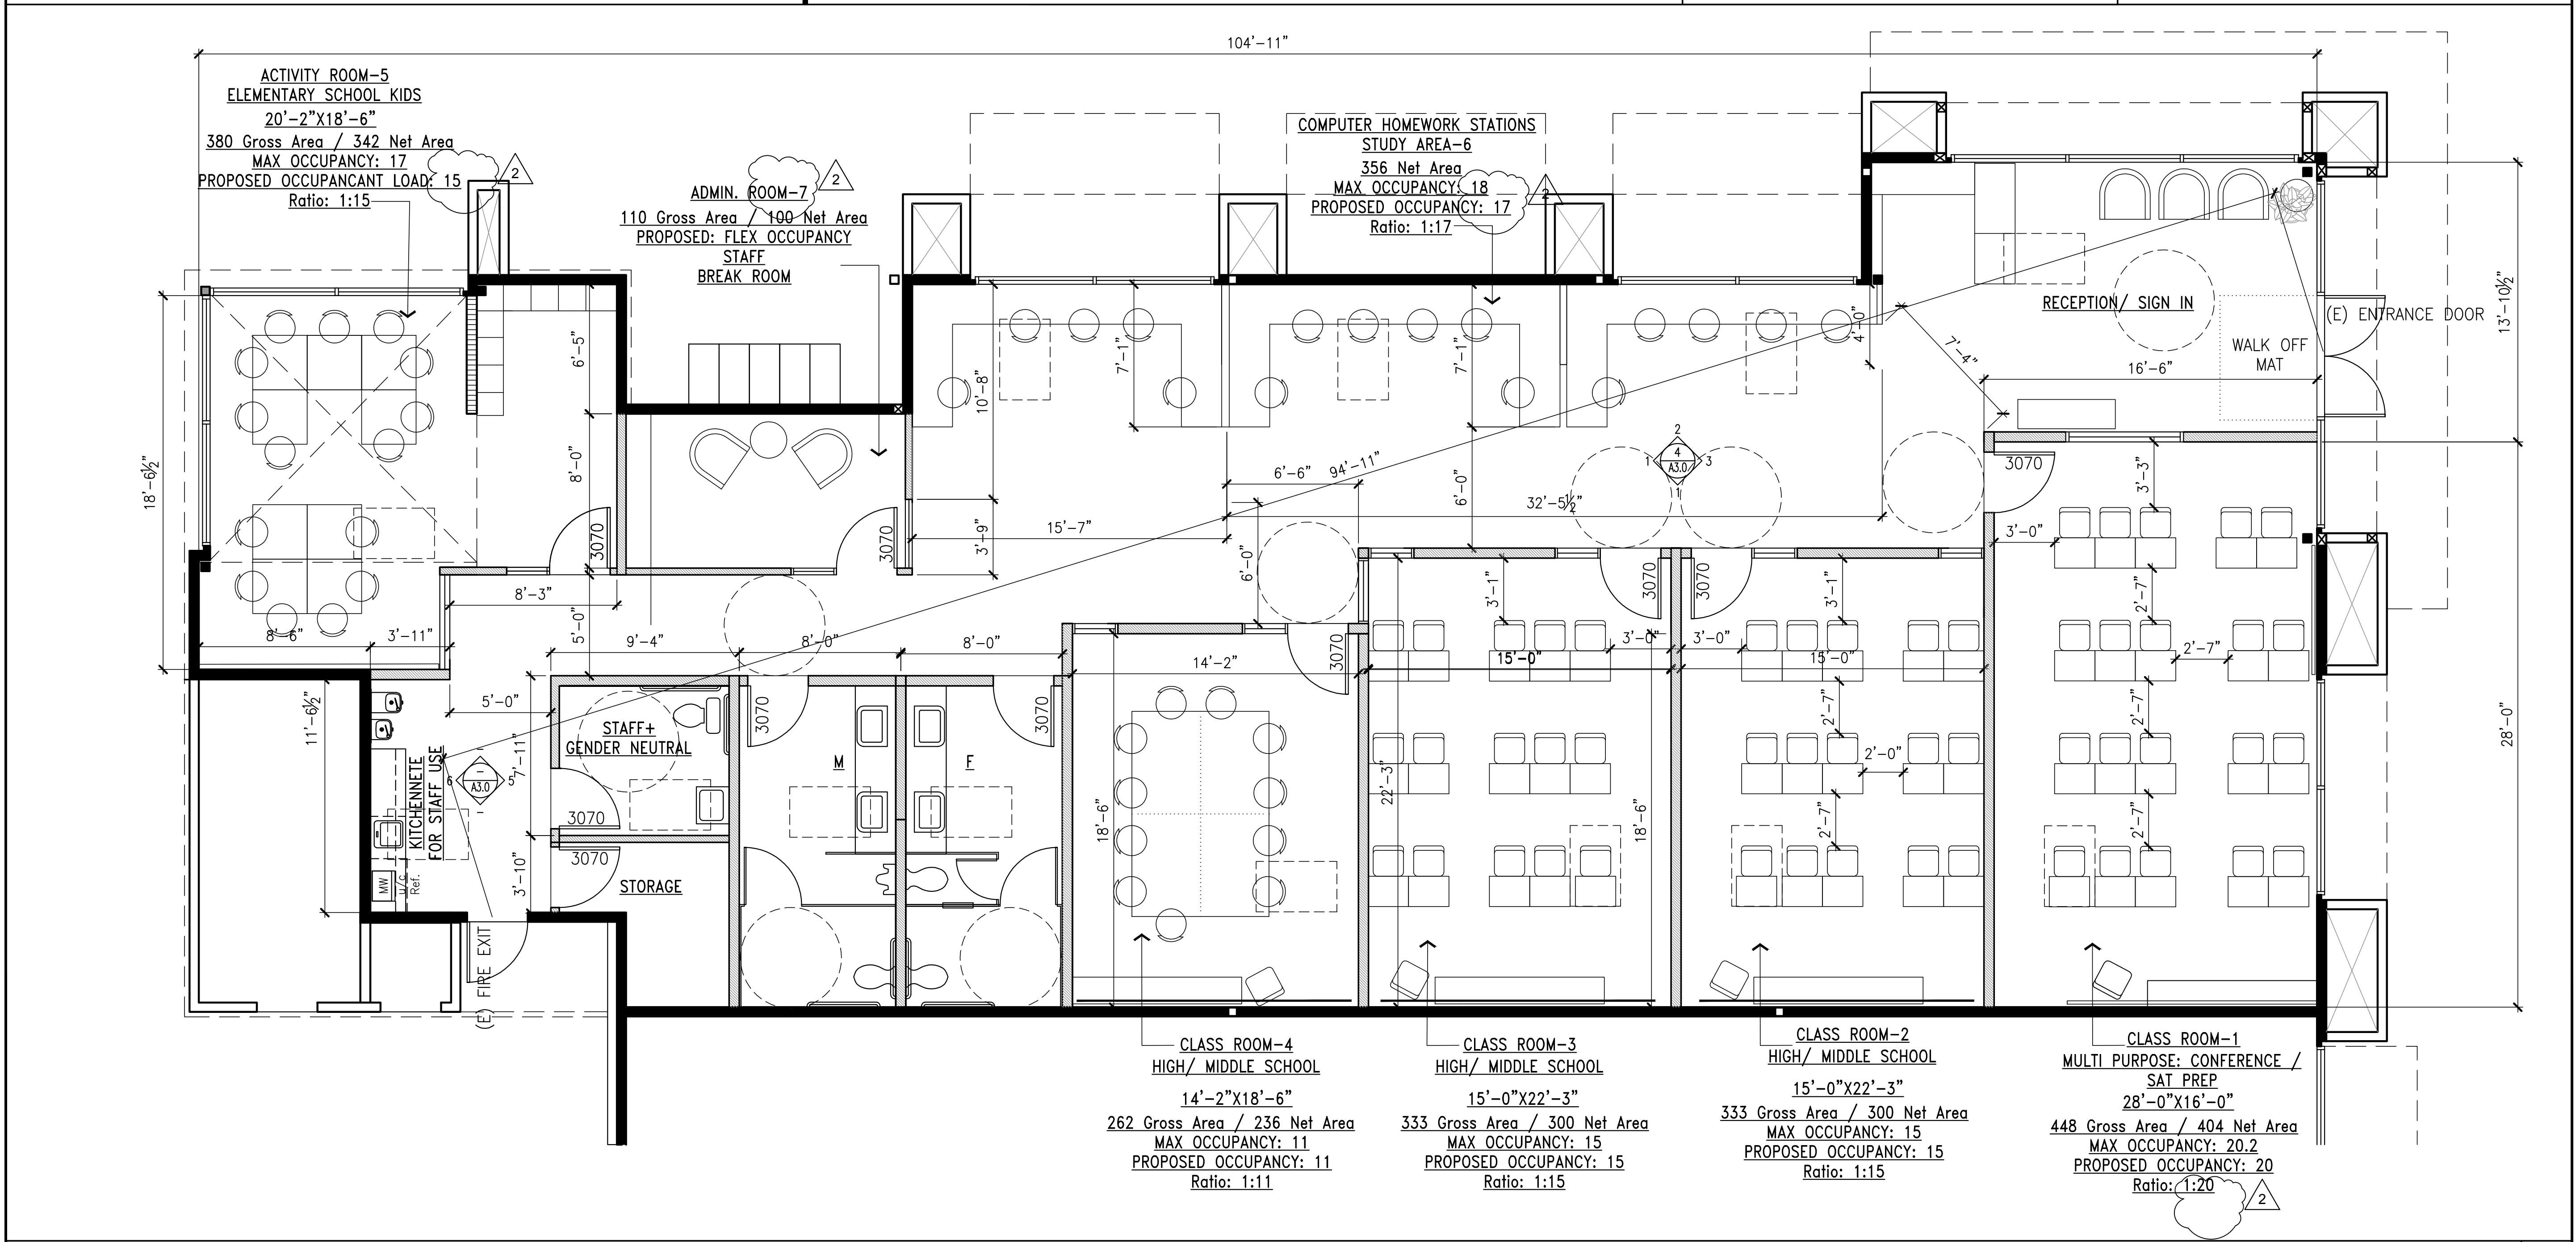 104'-11"
ACTIVITY ROOM-5
ELEMENTARY SCHOOL KIDS
20'-2"X18'-6"
380 Gross Area / 342 Net Area
MAX OCCUPANCY: 17
PROPOSED OCCUPANCANT LOAD: 15
Ratio: 1:15
2
ADMIN. ROOM-7
110 Gross Area / 100 Net Area
PROPOSED: FLEX OCCUPANCY
STAFF
BREAK ROOM
2
COMPUTER HOMEWORK STATIONS
STUDY AREA-6
356 Net Area
MAX OCCUPANCY: 18
PROPOSED OCCUPANCY: 17
Ratio: 1:17
2
RECEPTION/ SIGN IN
(E) ENTRANCE DOOR
WALK OFF
MAT
13'-10½"
16'-6"
7'-4"
4'-0"
7'-1"
7'-1"
10'-8"
6'-5"
8'-0"
18'-6½"
3070
3070
3'-9"
15'-7"
6'-6"
94'-11"
6'-0"
32'-5½"
2
4
1
3
A3.0
1
3070
3'-3"
3'-0"
2'-7"
2'-7"
2'-7"
2'-7"
2'-7"
28'-0"
8'-3"
5'-0"
6'-0"
8'-6"
3'-11"
9'-4"
8'-0"
8'-0"
14'-2"
3070
3070
3070
3'-1"
3'-1"
3'-0"
3'-0"
15'-0"
15'-0"
2'-7"
2'-0"
2'-7"
22'-3"
18'-6"
18'-6"
11'-6½"
5'-0"
7'-11"
3'-10"
STAFF+
GENDER NEUTRAL
3070
3070
STORAGE
3070
M
3070
F
KITCHENNETE
FOR STAFF USE
6
–
A3.0
5
MW
u/c
Ref.
(E) FIRE EXIT
CLASS ROOM-4
HIGH/ MIDDLE SCHOOL
14'-2"X18'-6"
262 Gross Area / 236 Net Area
MAX OCCUPANCY: 11
PROPOSED OCCUPANCY: 11
Ratio: 1:11
CLASS ROOM-3
HIGH/ MIDDLE SCHOOL
15'-0"X22'-3"
333 Gross Area / 300 Net Area
MAX OCCUPANCY: 15
PROPOSED OCCUPANCY: 15
Ratio: 1:15
CLASS ROOM-2
HIGH/ MIDDLE SCHOOL
15'-0"X22'-3"
333 Gross Area / 300 Net Area
MAX OCCUPANCY: 15
PROPOSED OCCUPANCY: 15
Ratio: 1:15
CLASS ROOM-1
MULTI PURPOSE: CONFERENCE /
SAT PREP
28'-0"X16'-0"
448 Gross Area / 404 Net Area
MAX OCCUPANCY: 20.2
PROPOSED OCCUPANCY: 20
Ratio: 1:20
2